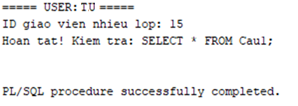 ===== USER: TU =====
ID giao vien nhieu lop: 15
Hoan tat! Kiem tra: SELECT * FROM Cau1;
PL/SQL procedure successfully completed.